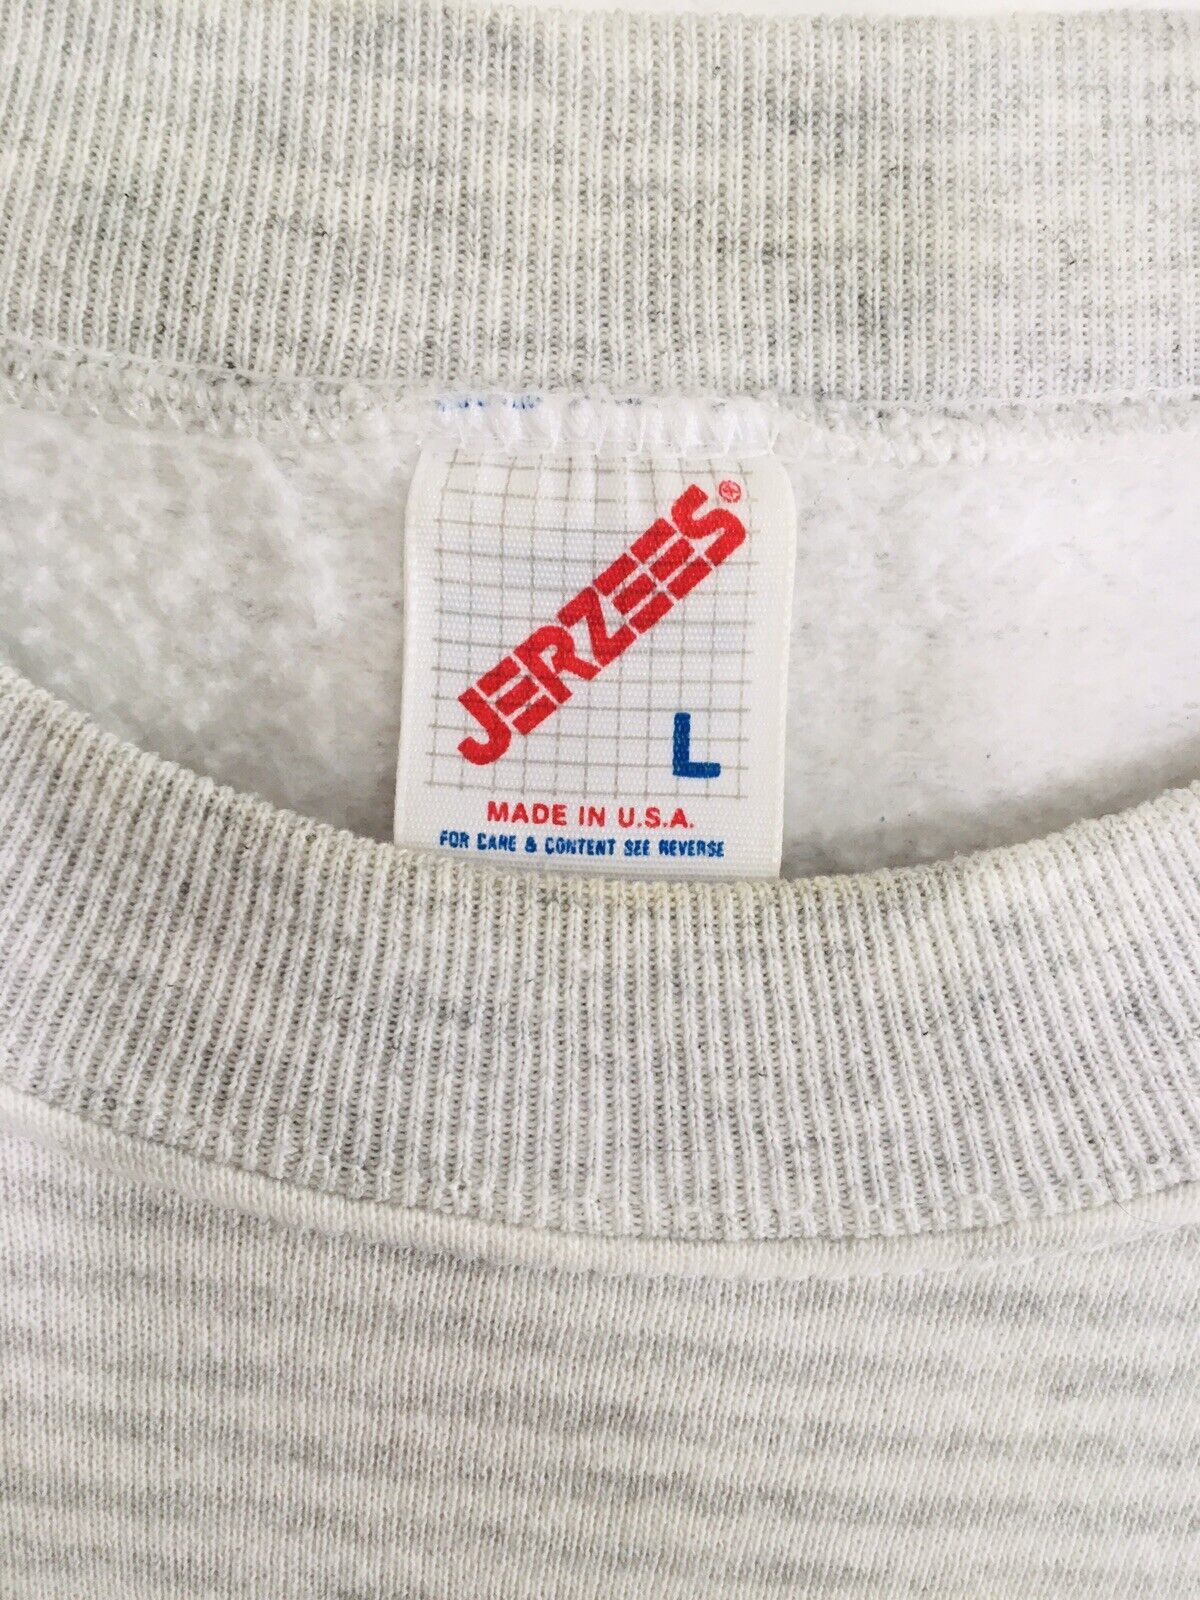 JERZEES®
L
MADE IN U.S.A.
FOR CARE & CONTENT SEE REVERSE